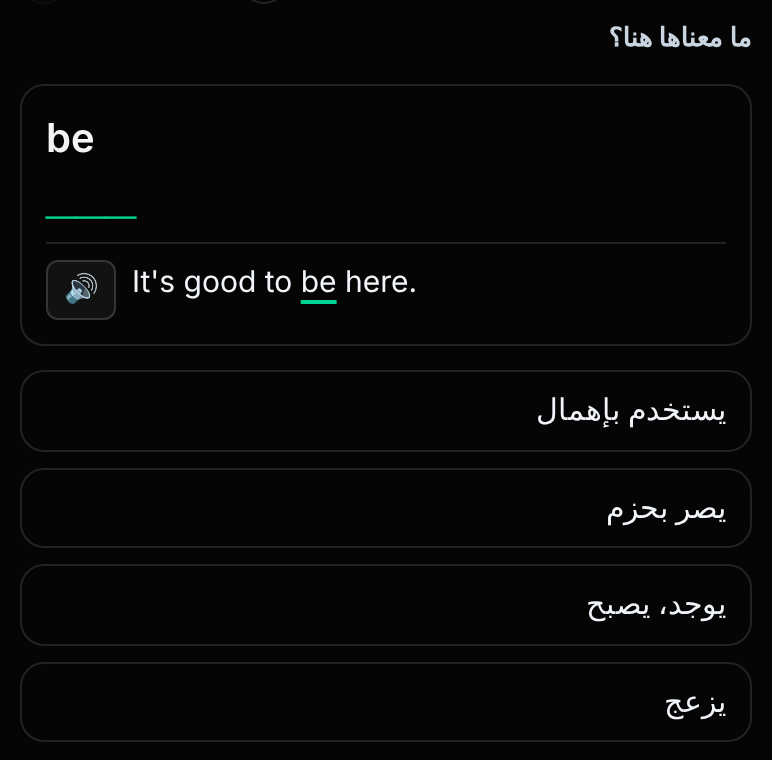 ما معناها هنا؟
be
It's good to be here.
يستخدم بإهمال
يصر بحزم
يوجد، يصبح
يزعج